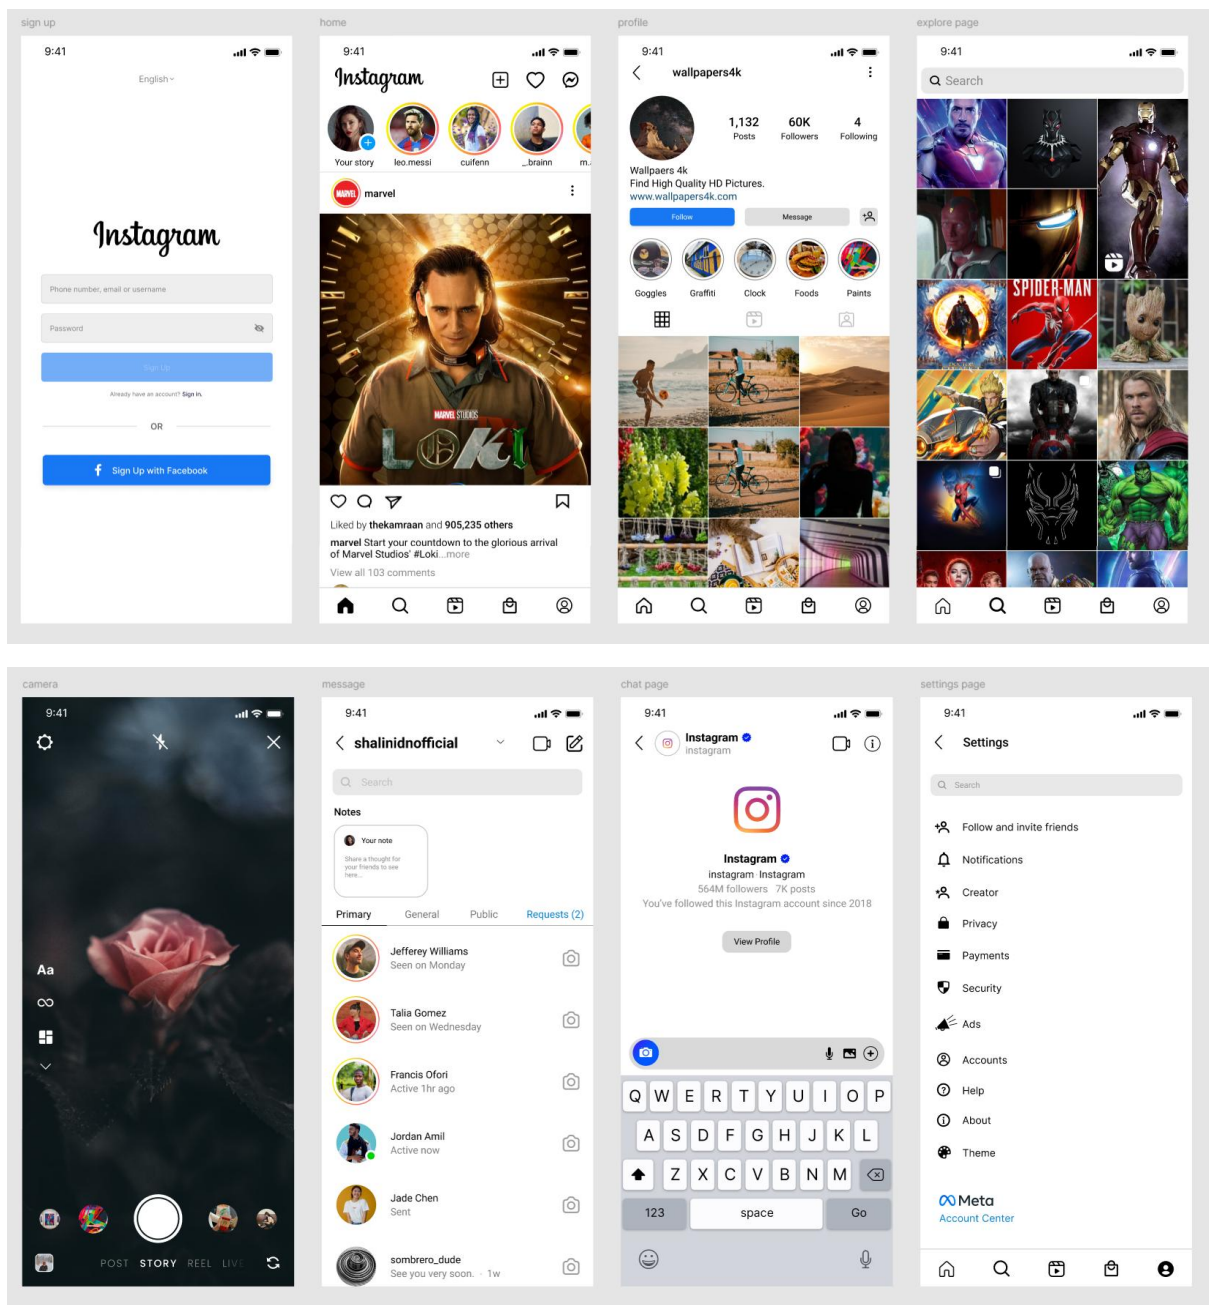 sign up
9:41
English
Instagram
Phone number, email or username
Password
Sign Up
Already have an account? Sign In.
OR
Sign Up with Facebook
home
9:41
Instagram
Your story
leo.messi
cuifenn
_.brainn
m.
MARVEL
marvel
MARVEL STUDIOS
LOKI
Liked by thekamraan and 905,235 others
marvel Start your countdown to the glorious arrival
of Marvel Studios' #Loki...more
View all 103 comments
profile
9:41
wallpapers4k
1,132
60K
4
Posts
Followers
Following
Wallpaers 4k
Find High Quality HD Pictures.
www.wallpapers4k.com
Follow
Message
Goggles
Graffiti
Clock
Foods
Paints
explore page
9:41
Search
SPIDER-MAN
camera
9:41
Aa
POST STORY REEL LIVE
message
9:41
shalinidnofficial
Search
Notes
Your note
Share a thought for
your friends to see
here...
Primary
General
Public
Requests (2)
Jefferey Williams
Seen on Monday
Talia Gomez
Seen on Wednesday
Francis Ofori
Active 1hr ago
Jordan Amil
Active now
Jade Chen
Sent
sombrero_dude
See you very soon. · 1w
chat page
9:41
Instagram
instagram
Instagram
instagram · Instagram
564M followers 7K posts
You've followed this Instagram account since 2018
View Profile
Q W E R T Y U I O P
A S D F G H J K L
Z X C V B N M
123
space
Go
settings page
9:41
Settings
Search
Follow and invite friends
Notifications
Creator
Privacy
Payments
Security
Ads
Accounts
Help
About
Theme
Meta
Account Center